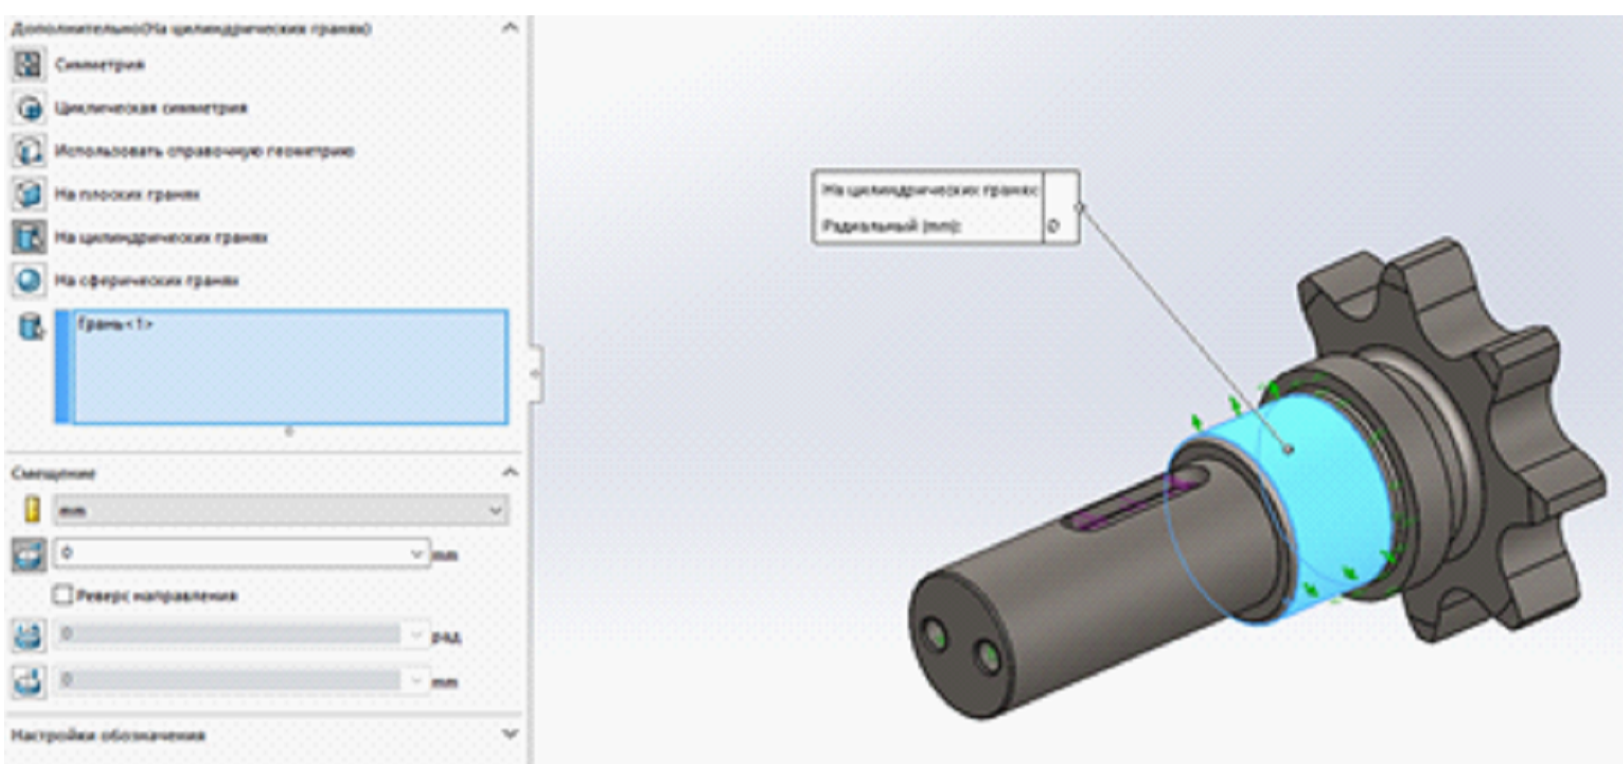 Дополнительно(На цилиндрических гранях)
Симметрия
Циклическая симметрия
Использовать справочную геометрию
На плоских гранях
На цилиндрических гранях
На сферических гранях
Грань<1>
Смещение
mm
0 mm
Реверс направления
0 рад
0 mm
Настройки обозначения
На цилиндрических гранях:
Радиальный (mm): 0